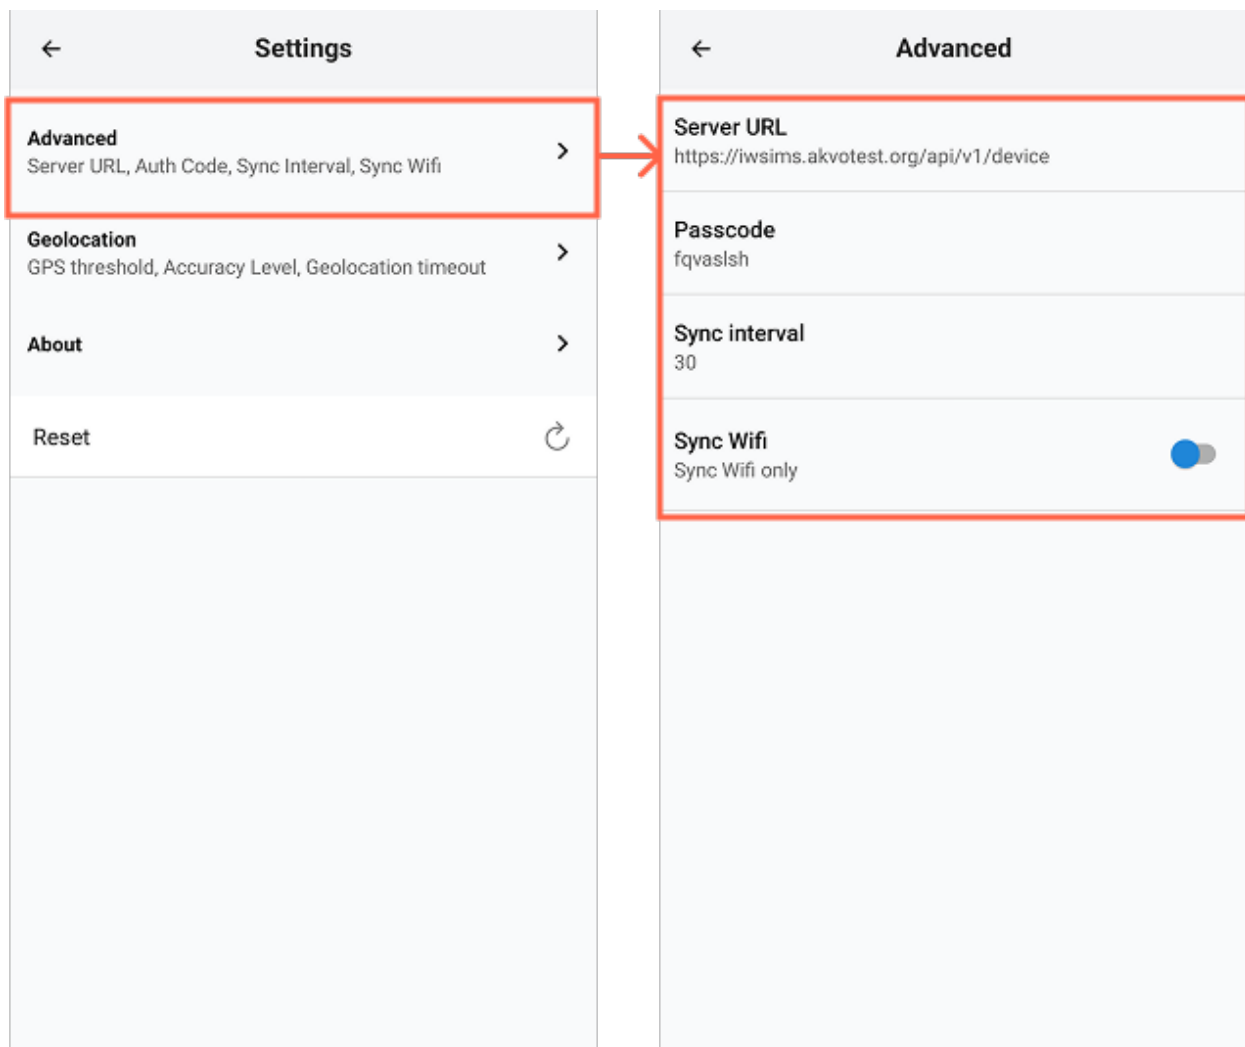 Settings
Advanced
Server URL, Auth Code, Sync Interval, Sync Wifi
Geolocation
GPS threshold, Accuracy Level, Geolocation timeout
About
Reset
Advanced
Server URL
https://iwsims.akvotest.org/api/v1/device
Passcode
fqvaslsh
Sync interval
30
Sync Wifi
Sync Wifi only